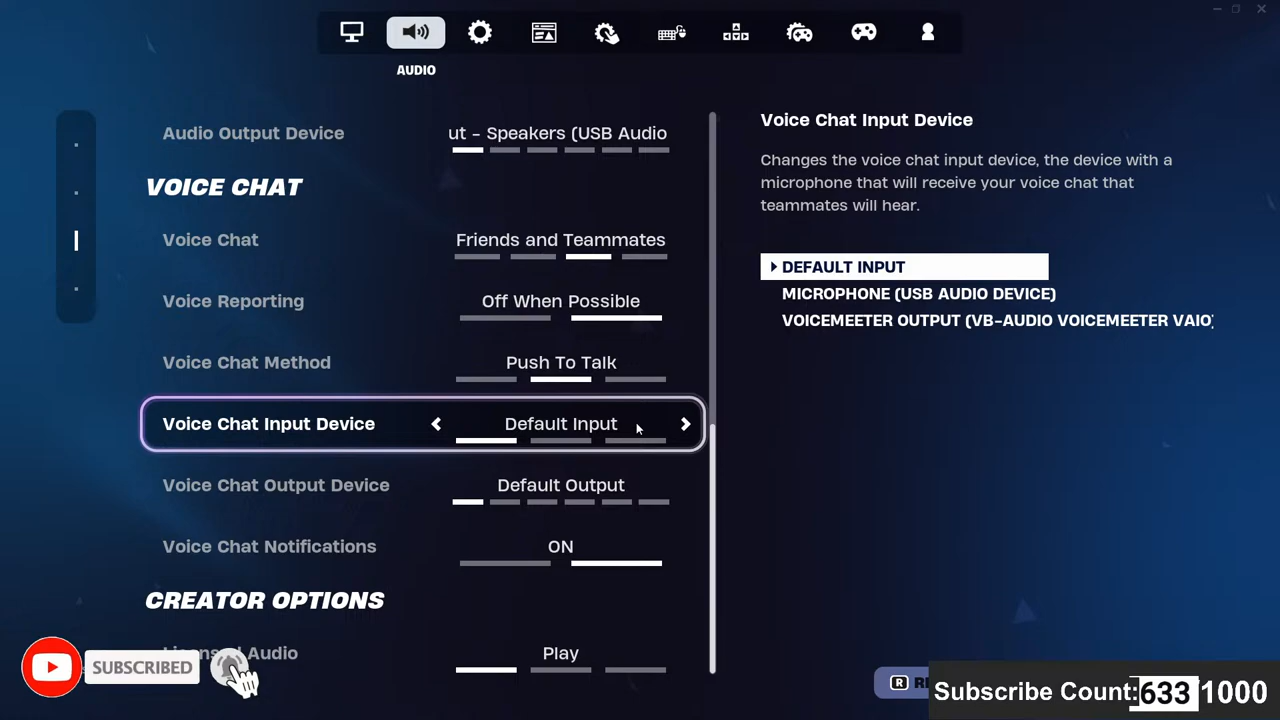 AUDIO
Audio Output Device
ut - Speakers (USB Audio
VOICE CHAT
Voice Chat
Friends and Teammates
Voice Reporting
Off When Possible
Voice Chat Method
Push To Talk
Voice Chat Input Device
Default Input
Voice Chat Output Device
Default Output
Voice Chat Notifications
ON
CREATOR OPTIONS
Audio
Play
Voice Chat Input Device
Changes the voice chat input device, the device with a
microphone that will receive your voice chat that
teammates will hear.
DEFAULT INPUT
MICROPHONE (USB AUDIO DEVICE)
VOICEMEETER OUTPUT (VB-AUDIO VOICEMEETER VAIO)
SUBSCRIBED
R
Subscribe Count: 633/1000